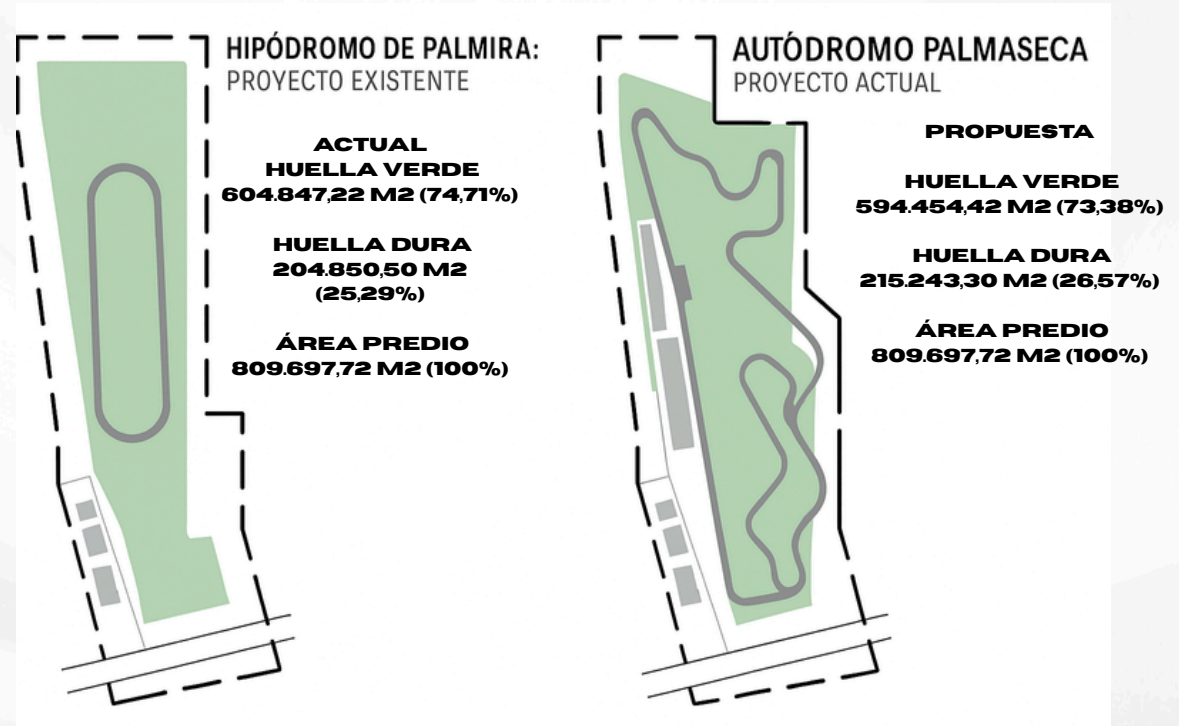 HIPÓDROMO DE PALMIRA:
PROYECTO EXISTENTE
ACTUAL
HUELLA VERDE
604.847,22 M2 (74,71%)
HUELLA DURA
204.850,50 M2
(25,29%)
ÁREA PREDIO
809.697,72 M2 (100%)
AUTÓDROMO PALMASECA
PROYECTO ACTUAL
PROPUESTA
HUELLA VERDE
594.454,42 M2 (73,38%)
HUELLA DURA
215.243,30 M2 (26,57%)
ÁREA PREDIO
809.697,72 M2 (100%)